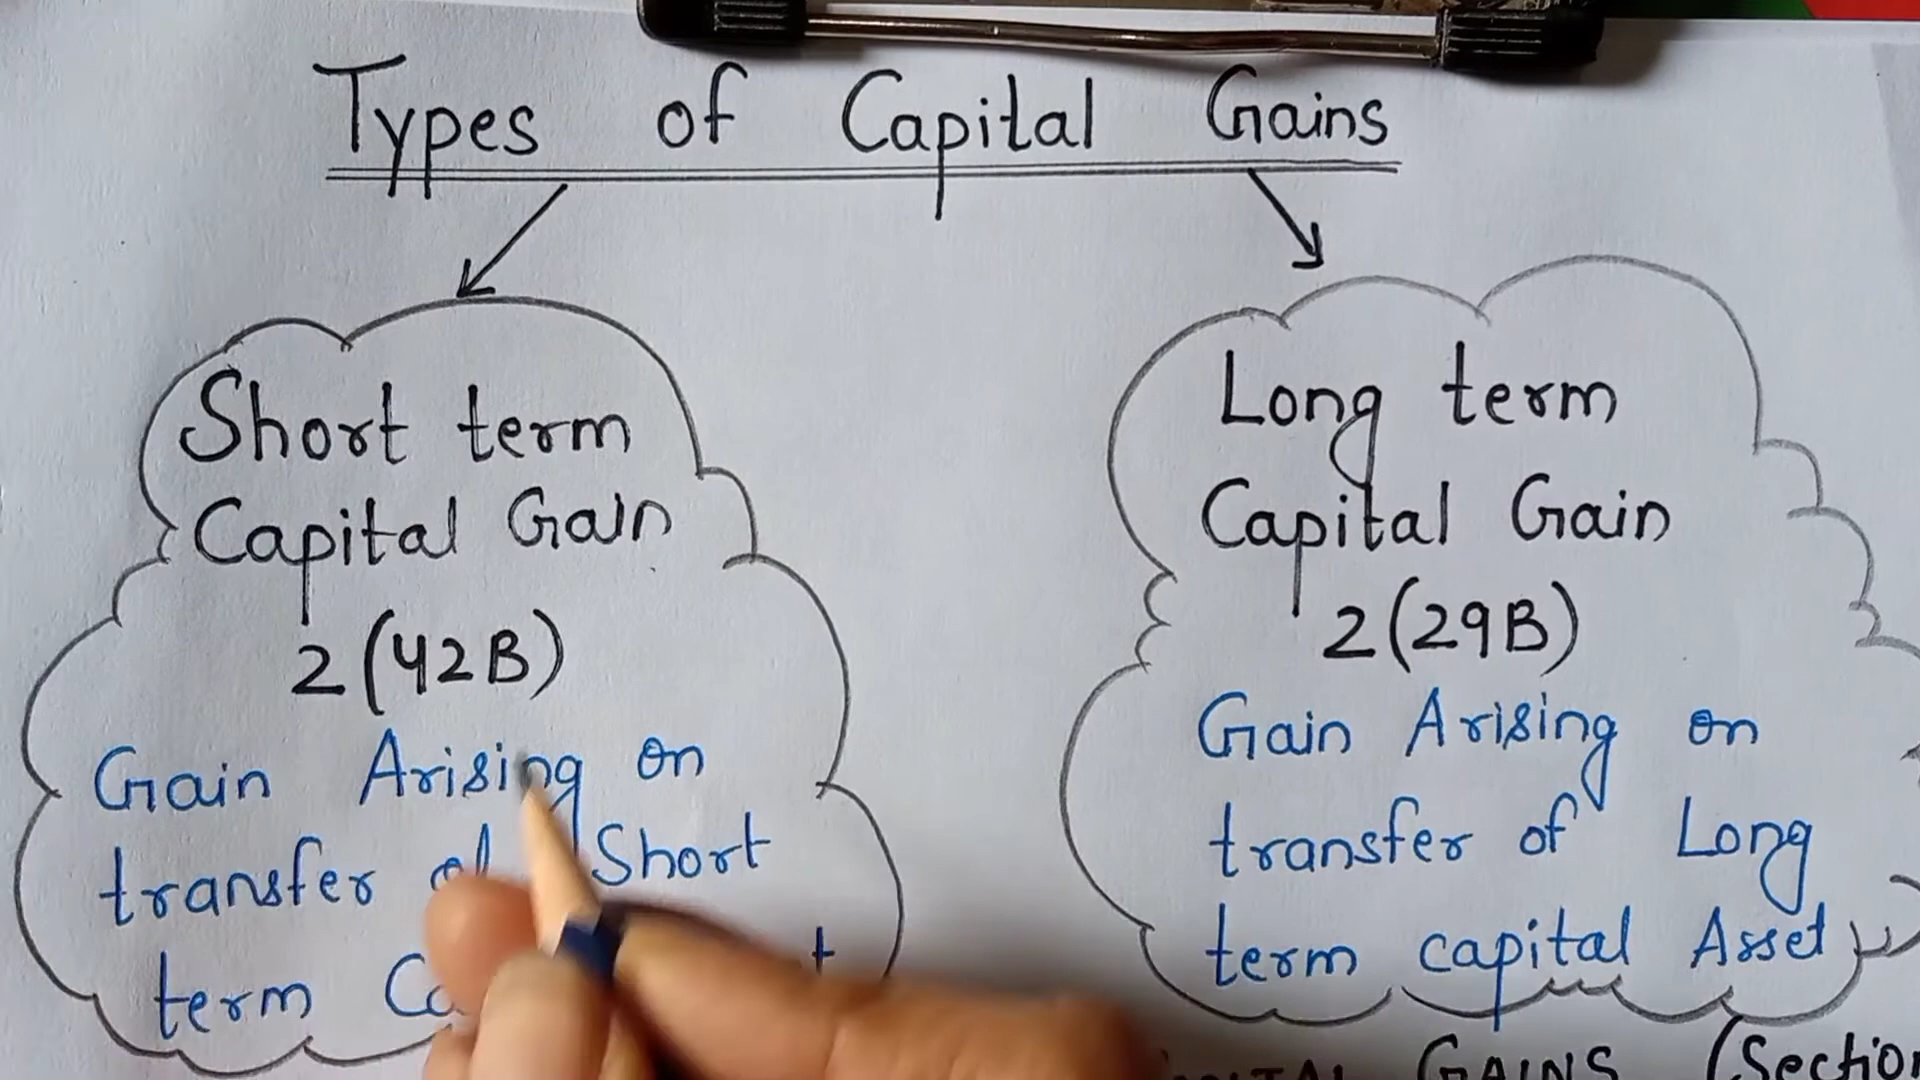 Types of Capital Gains
Short term
Capital Gain
2(42B)
Gain Arising on
transfer Short
term
Long term
Capital Gain
2(29B)
Gain Arising on
transfer of Long
term capital Asset
GAINS (Section